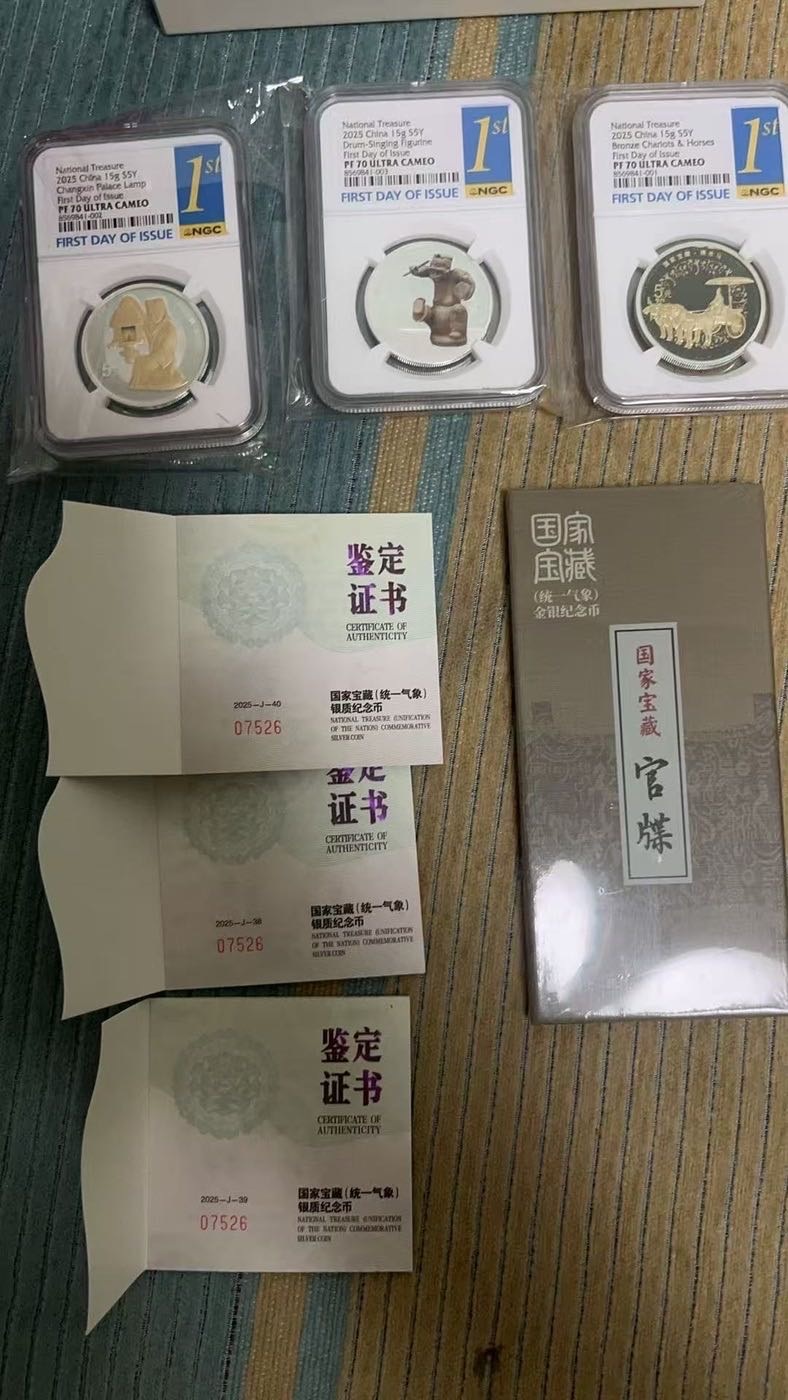 National Treasure
2025 China 15g S5Y
Changxin Palace Lamp
First Day of Issue
PF 70 ULTRA CAMEO
8569841-002
FIRST DAY OF ISSUE
1st
NGC
5
National Treasure
2025 China 15g S5Y
Drum-Singing Figurine
First Day of Issue
PF 70 ULTRA CAMEO
8569841-003
FIRST DAY OF ISSUE
1st
NGC
National Treasure
2025 China 15g S5Y
Bronze Chariots & Horses
First Day of Issue
PF 70 ULTRA CAMEO
8569841-001
FIRST DAY OF ISSUE
1st
NGC
鉴定
证书
CERTIFICATE OF
AUTHENTICITY
2025-J-40
07526
国家宝藏(统一气象)
银质纪念币
NATIONAL TREASURE (UNIFICATION
OF THE NATION) COMMEMORATIVE
SILVER COIN
鉴定
证书
CERTIFICATE OF
AUTHENTICITY
2025-J-38
07526
国家宝藏(统一气象)
银质纪念币
NATIONAL TREASURE (UNIFICATION
OF THE NATION) COMMEMORATIVE
SILVER COIN
鉴定
证书
CERTIFICATE OF
AUTHENTICITY
2025-J-39
07526
国家宝藏(统一气象)
银质纪念币
NATIONAL TREASURE (UNIFICATION
OF THE NATION) COMMEMORATIVE
SILVER COIN
国家
宝藏
(统一气象)
金银纪念币
国家宝藏
官牒